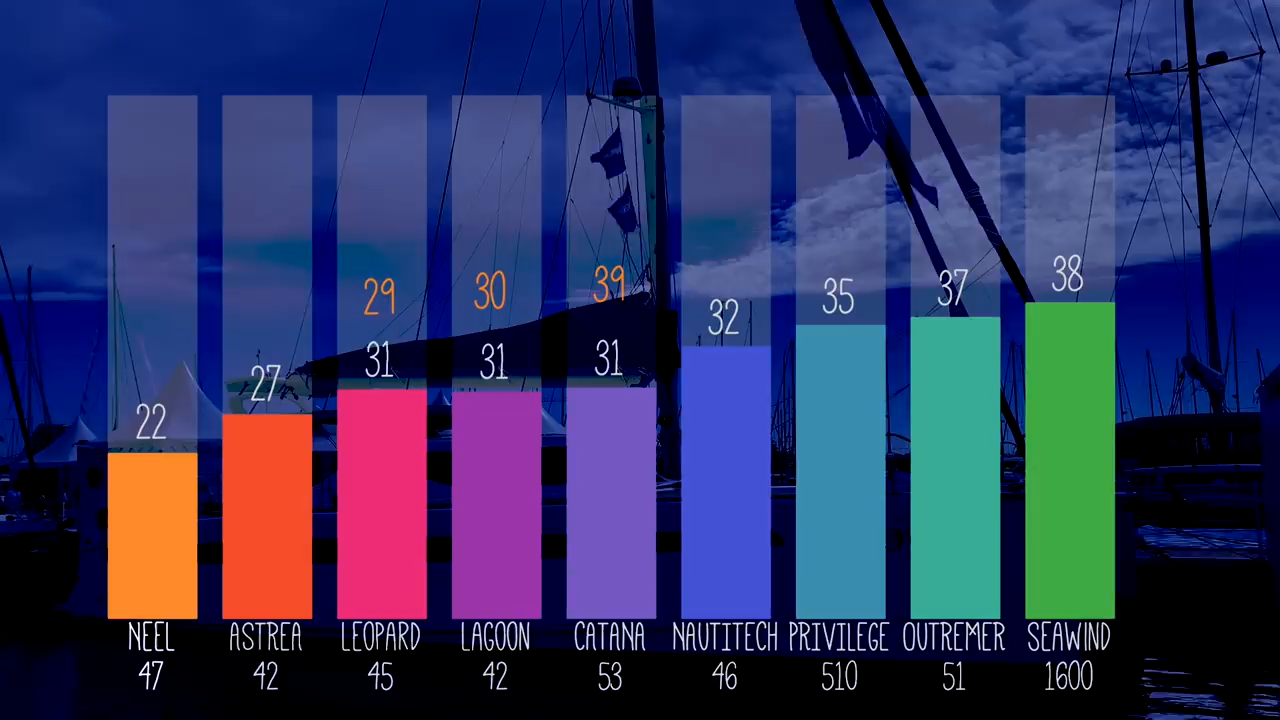 29 30 39
22 27 31 31 31 32 35 37 38
NEEL ASTREA LEOPARD LAGOON CATANA NAUTITECH PRIVILEGE OUTREMER SEAWIND
47 42 45 42 53 46 510 51 1600